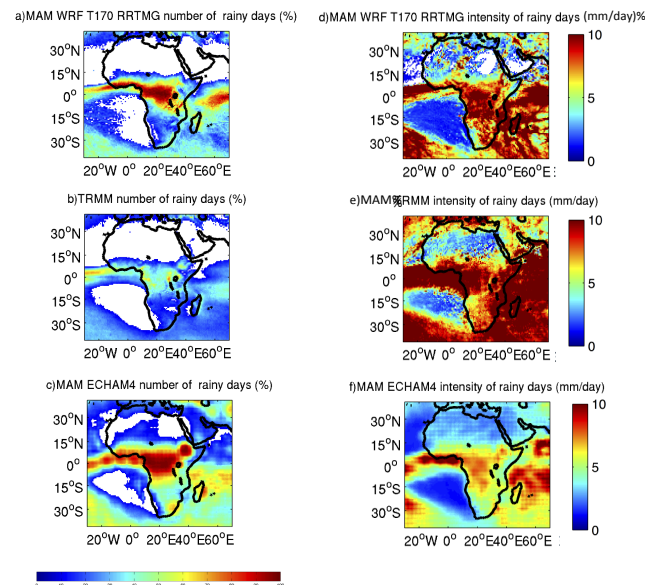 a)MAM WRF T170 RRTMG number of rainy days (%)
d)MAM WRF T170 RRTMG intensity of rainy days (mm/day)%
30°N
15°N
0°
15°S
30°S
20°W 0° 20°E40°E60°E
30°N
15°N
0°
15°S
30°S
20°W 0° 20°E40°E60°E
10
5
0
b)TRMM number of rainy days (%)
e)MAM RMM intensity of rainy days (mm/day)
30°N
15°N
0°
15°S
30°S
20°W 0° 20°E40°E60°E
30°N
15°N
0°
15°S
30°S
20°W 0° 20°E40°E60°E
10
5
0
c)MAM ECHAM4 number of rainy days (%)
f)MAM ECHAM4 intensity of rainy days (mm/day)
30°N
15°N
0°
15°S
30°S
20°W 0° 20°E40°E60°E
30°N
15°N
0°
15°S
30°S
20°W 0° 20°E40°E60°E
10
5
0